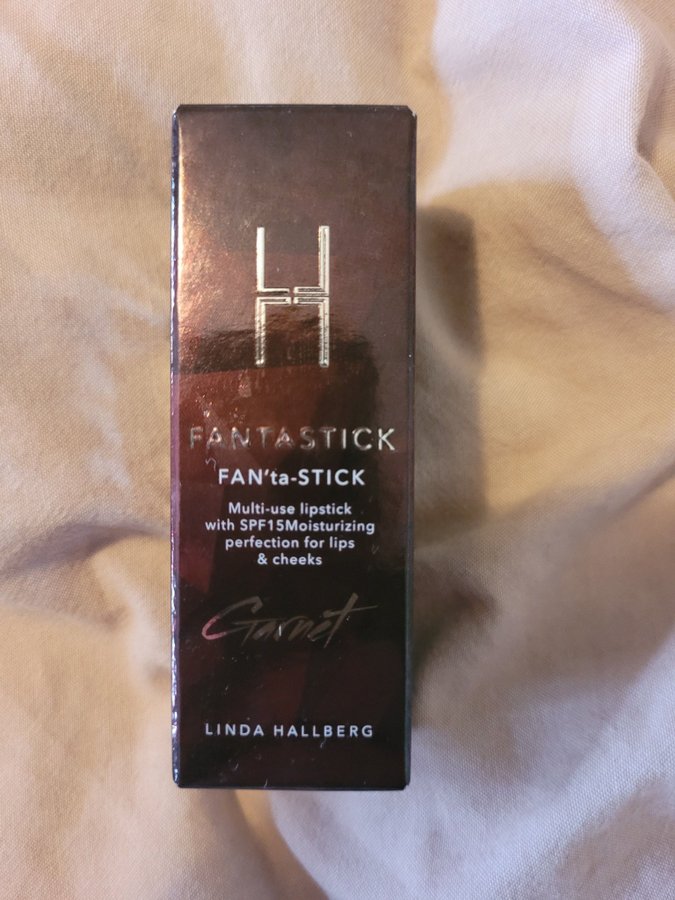 FANTASTICK
FAN'ta-STICK
Multi-use lipstick
with SPF15Moisturizing
perfection for lips
& cheeks
Garnet
LINDA HALLBERG